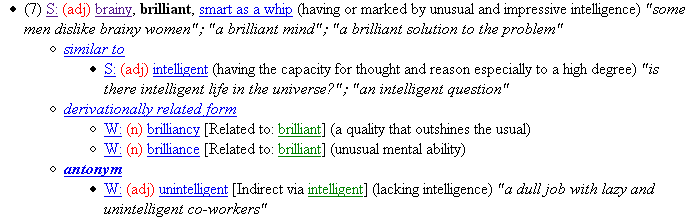 (7) S: (adj) brainy, brilliant, smart as a whip (having or marked by unusual and impressive intelligence) "some
men dislike brainy women"; "a brilliant mind"; "a brilliant solution to the problem"
similar to
S: (adj) intelligent (having the capacity for thought and reason especially to a high degree) "is
there intelligent life in the universe?"; "an intelligent question"
derivationally related form
W: (n) brilliancy [Related to: brilliant] (a quality that outshines the usual)
W: (n) brilliance [Related to: brilliant] (unusual mental ability)
antonym
W: (adj) unintelligent [Indirect via intelligent] (lacking intelligence) "a dull job with lazy and
unintelligent co-workers"